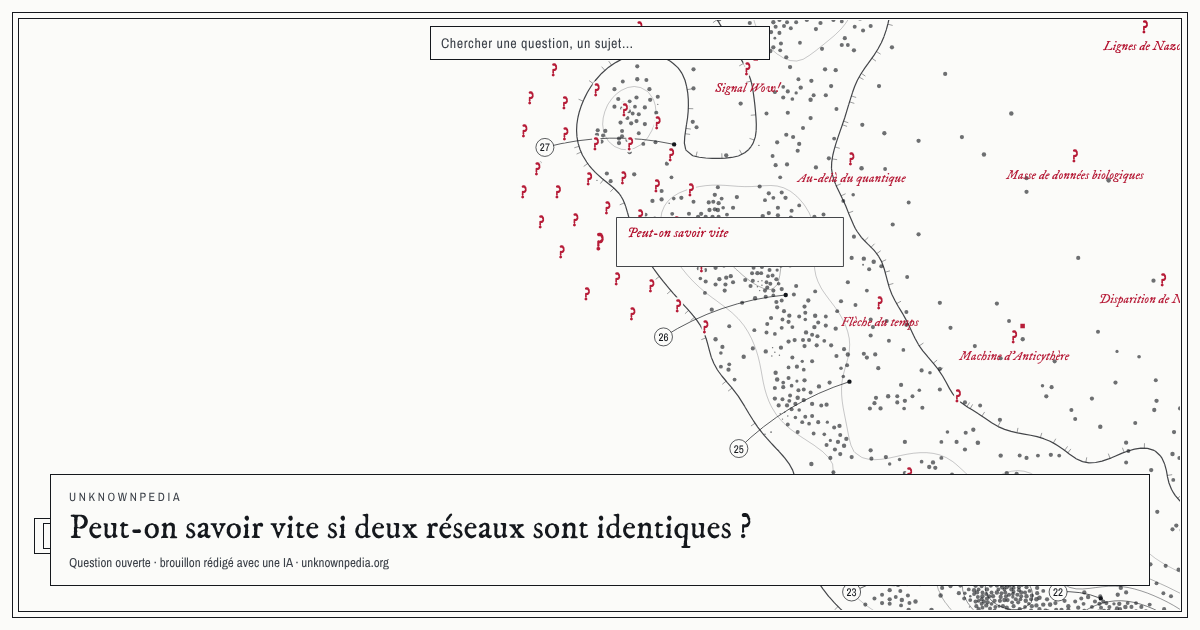 Chercher une question, un sujet...
Lignes de Nazc
Signal Wow!
27
Au-delà du quantique
Masse de données biologiques
Peut-on savoir vite
Disparition de N
Flèche du temps
26
Machine d'Anticythère
25
UNKNOWNPEDIA
Peut-on savoir vite si deux réseaux sont identiques ?
Question ouverte · brouillon rédigé avec une IA · unknownpedia.org
23
22